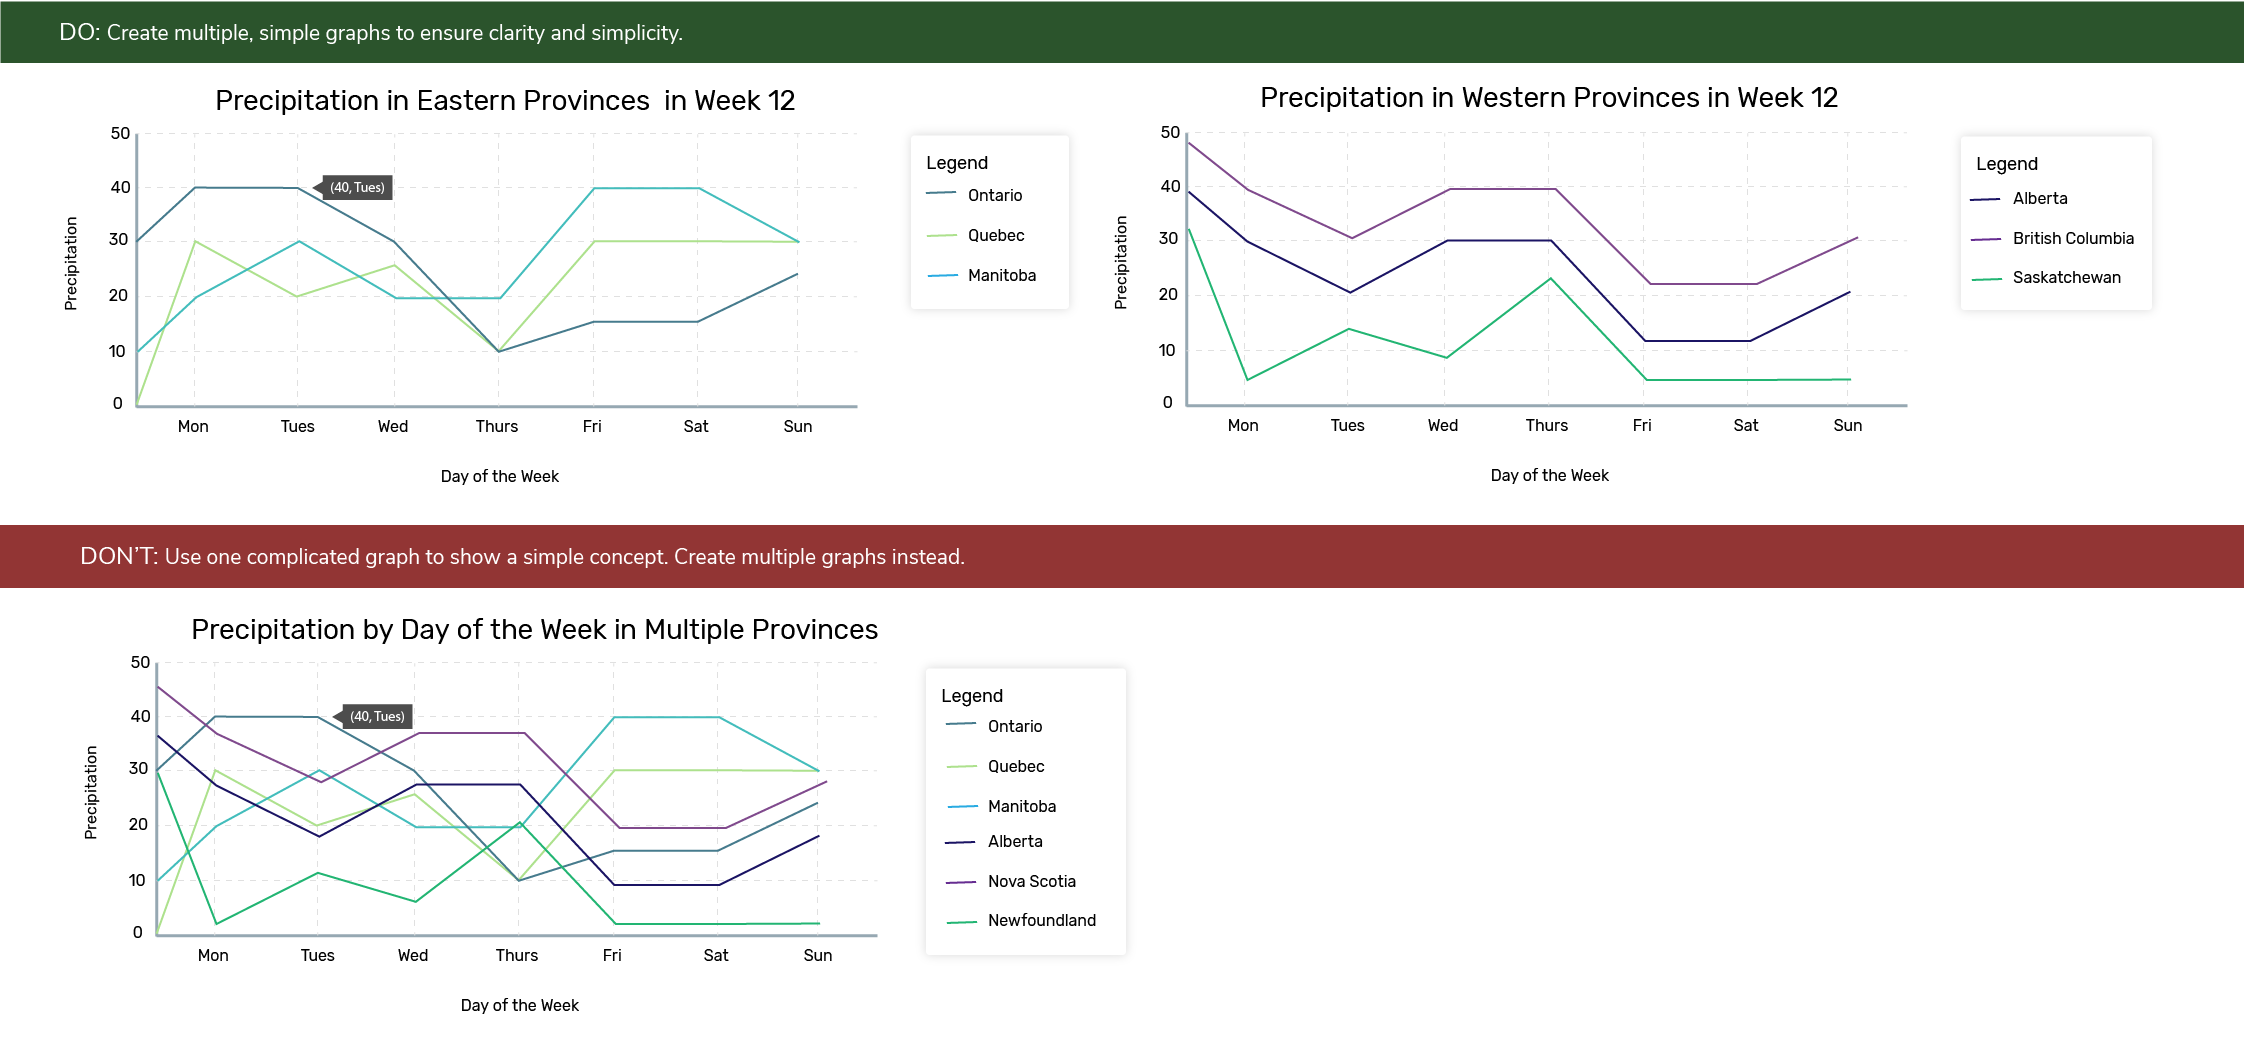 DO: Create multiple, simple graphs to ensure clarity and simplicity.
Precipitation in Eastern Provinces in Week 12
50
40
30
20
10
0
Precipitation
(40, Tues)
Mon Tues Wed Thurs Fri Sat Sun
Day of the Week
Legend
Ontario
Quebec
Manitoba
Precipitation in Western Provinces in Week 12
50
40
30
20
10
0
Precipitation
Mon Tues Wed Thurs Fri Sat Sun
Day of the Week
Legend
Alberta
British Columbia
Saskatchewan
DON'T: Use one complicated graph to show a simple concept. Create multiple graphs instead.
Precipitation by Day of the Week in Multiple Provinces
50
40
30
20
10
0
Precipitation
(40, Tues)
Mon Tues Wed Thurs Fri Sat Sun
Day of the Week
Legend
Ontario
Quebec
Manitoba
Alberta
Nova Scotia
Newfoundland